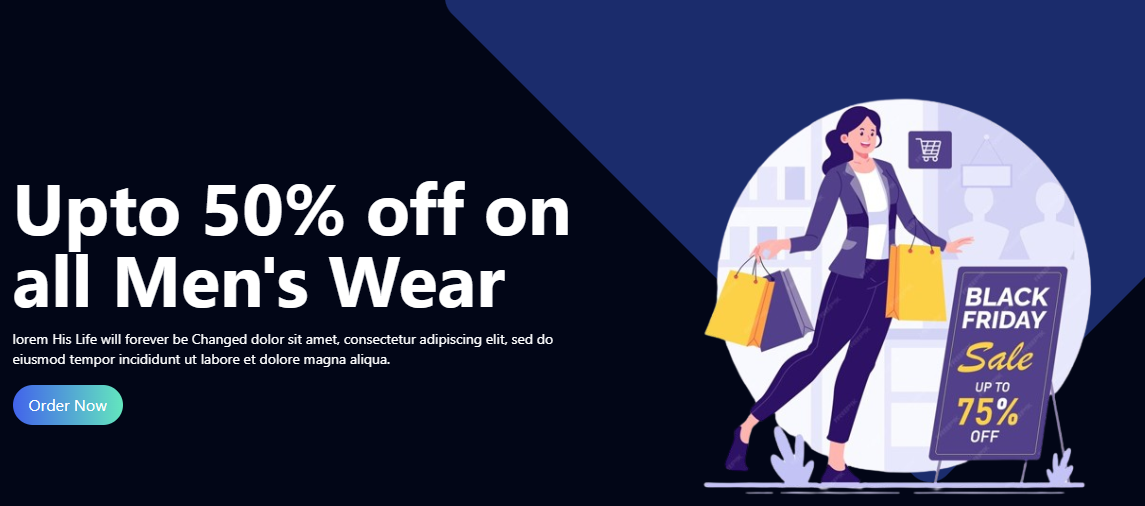 Upto 50% off on
all Men's Wear
lorem His Life will forever be Changed dolor sit amet, consectetur adipiscing elit, sed do
eiusmod tempor incididunt ut labore et dolore magna aliqua.
Order Now
BLACK
FRIDAY
Sale
UP TO
75%
OFF